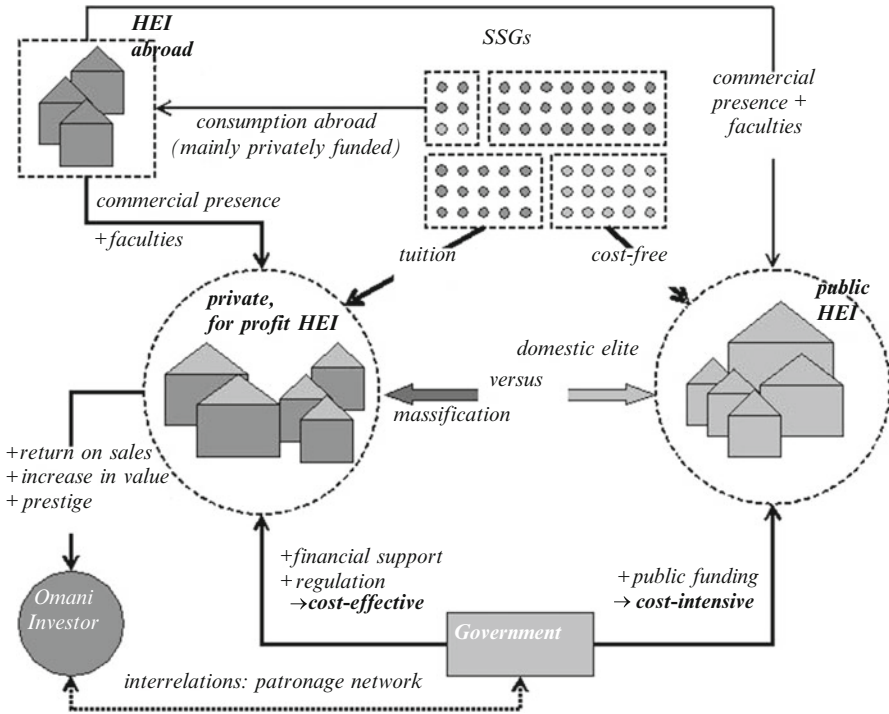 HEI
abroad
SSGs
commercial
presence +
faculties
consumption abroad
(mainly privately funded)
commercial presence
+faculties
tuition
cost-free
private,
for profit HEI
public
HEI
domestic elite
versus
massification
+return on sales
+increase in value
+prestige
+financial support
+regulation
→cost-effective
+public funding
→ cost-intensive
Omani
Investor
Government
interrelations: patronage network